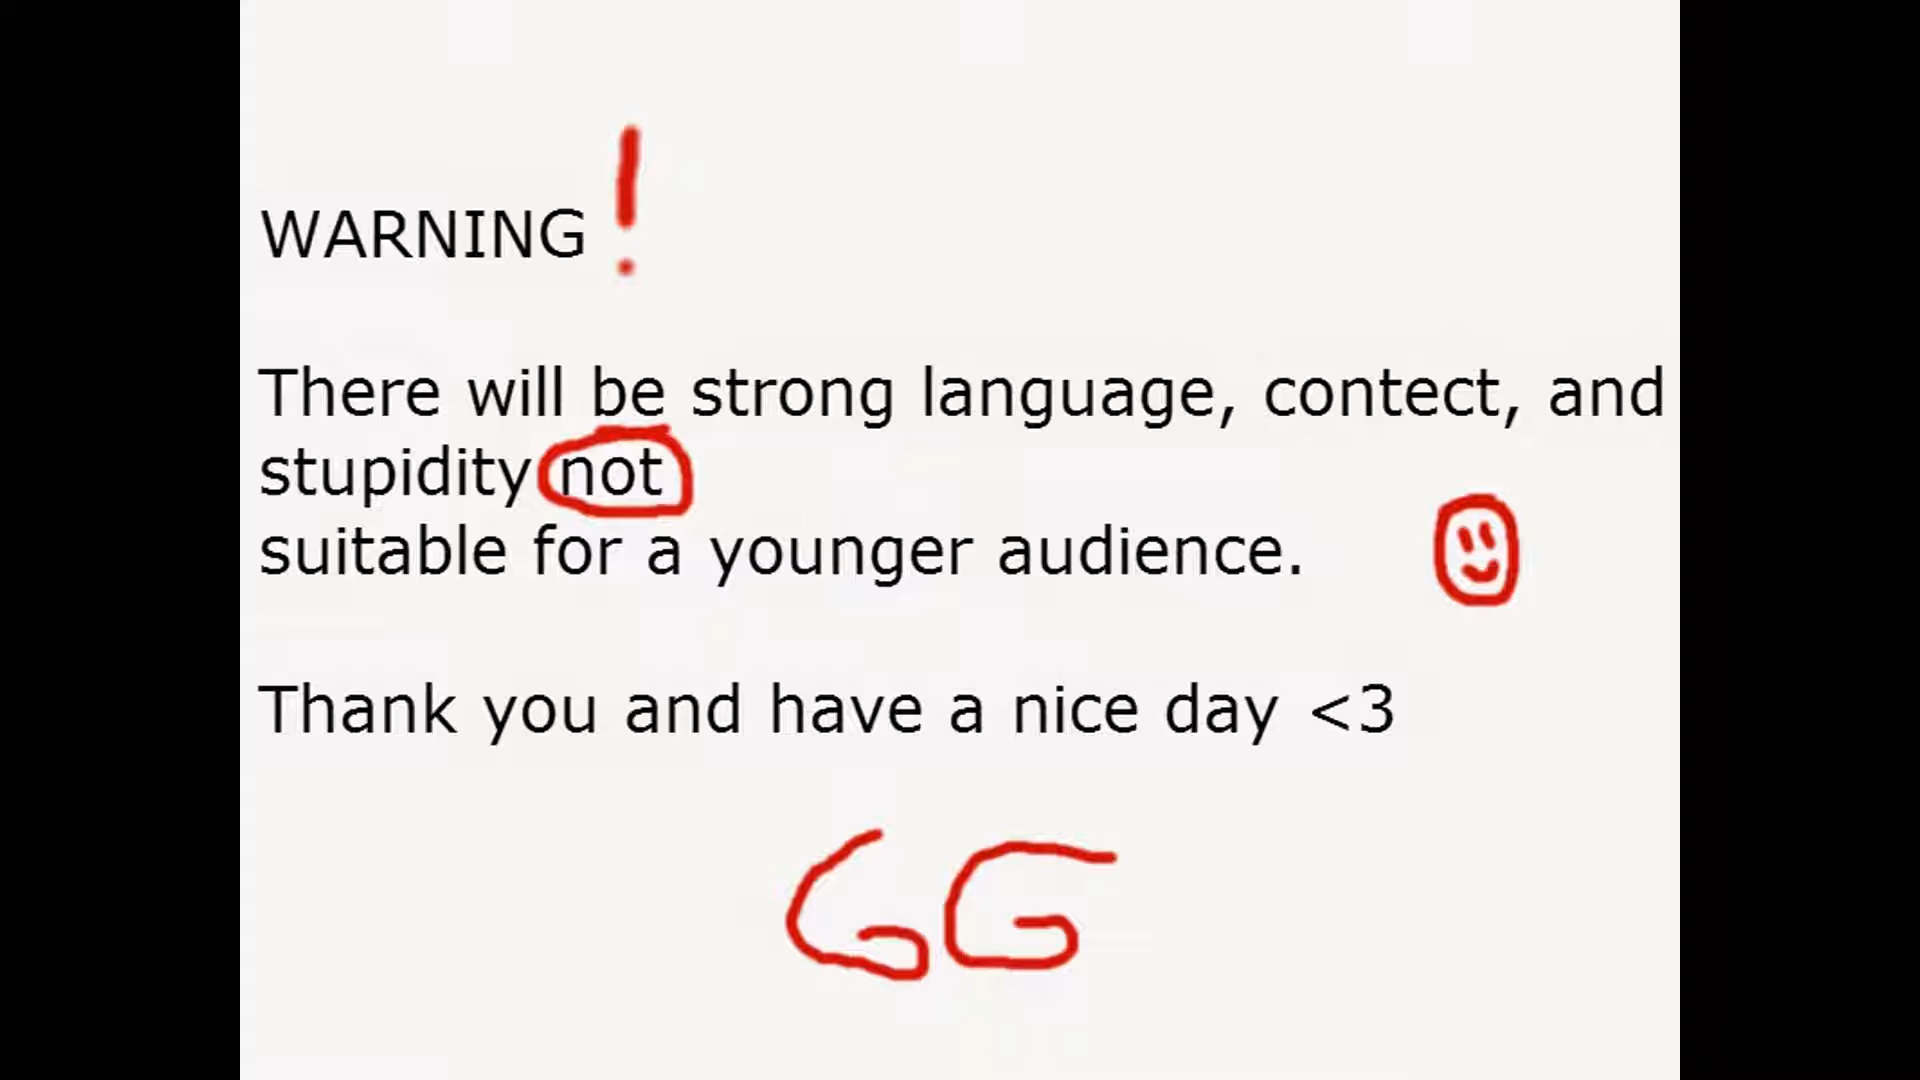 WARNING!
There will be strong language, contect, and
stupidity not
suitable for a younger audience.
Thank you and have a nice day <3
GG